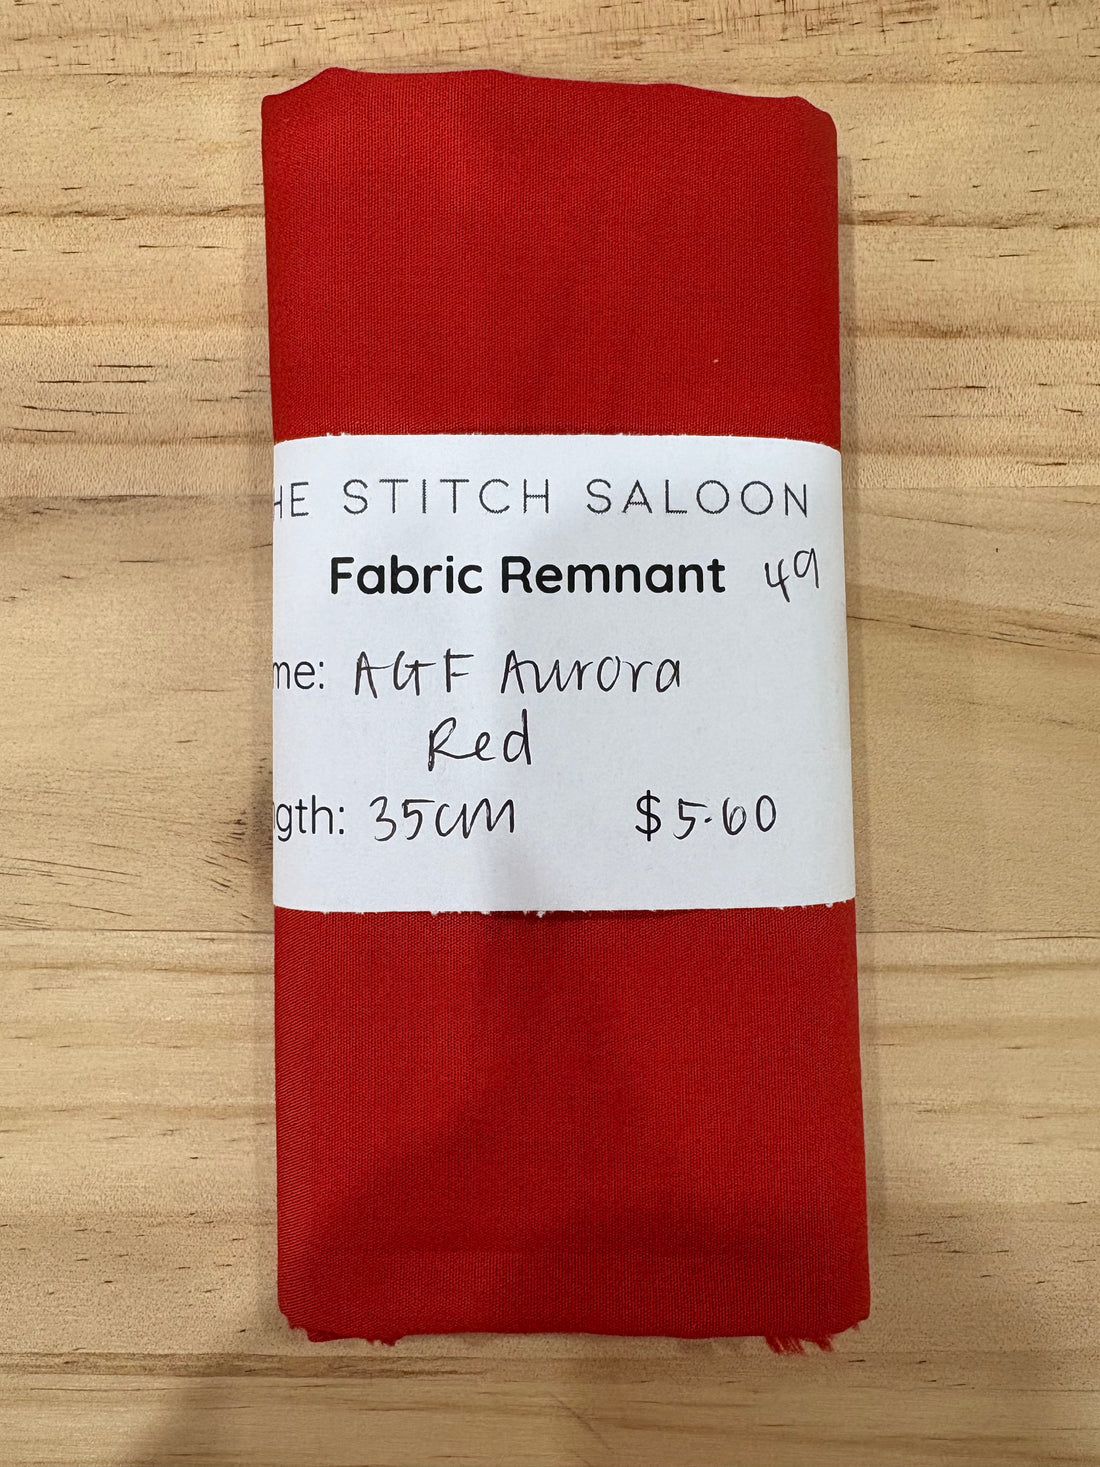 HE STITCH SALOON
Fabric Remnant 49
me: AGF Aurora
Red
gth: 35cm $5.60